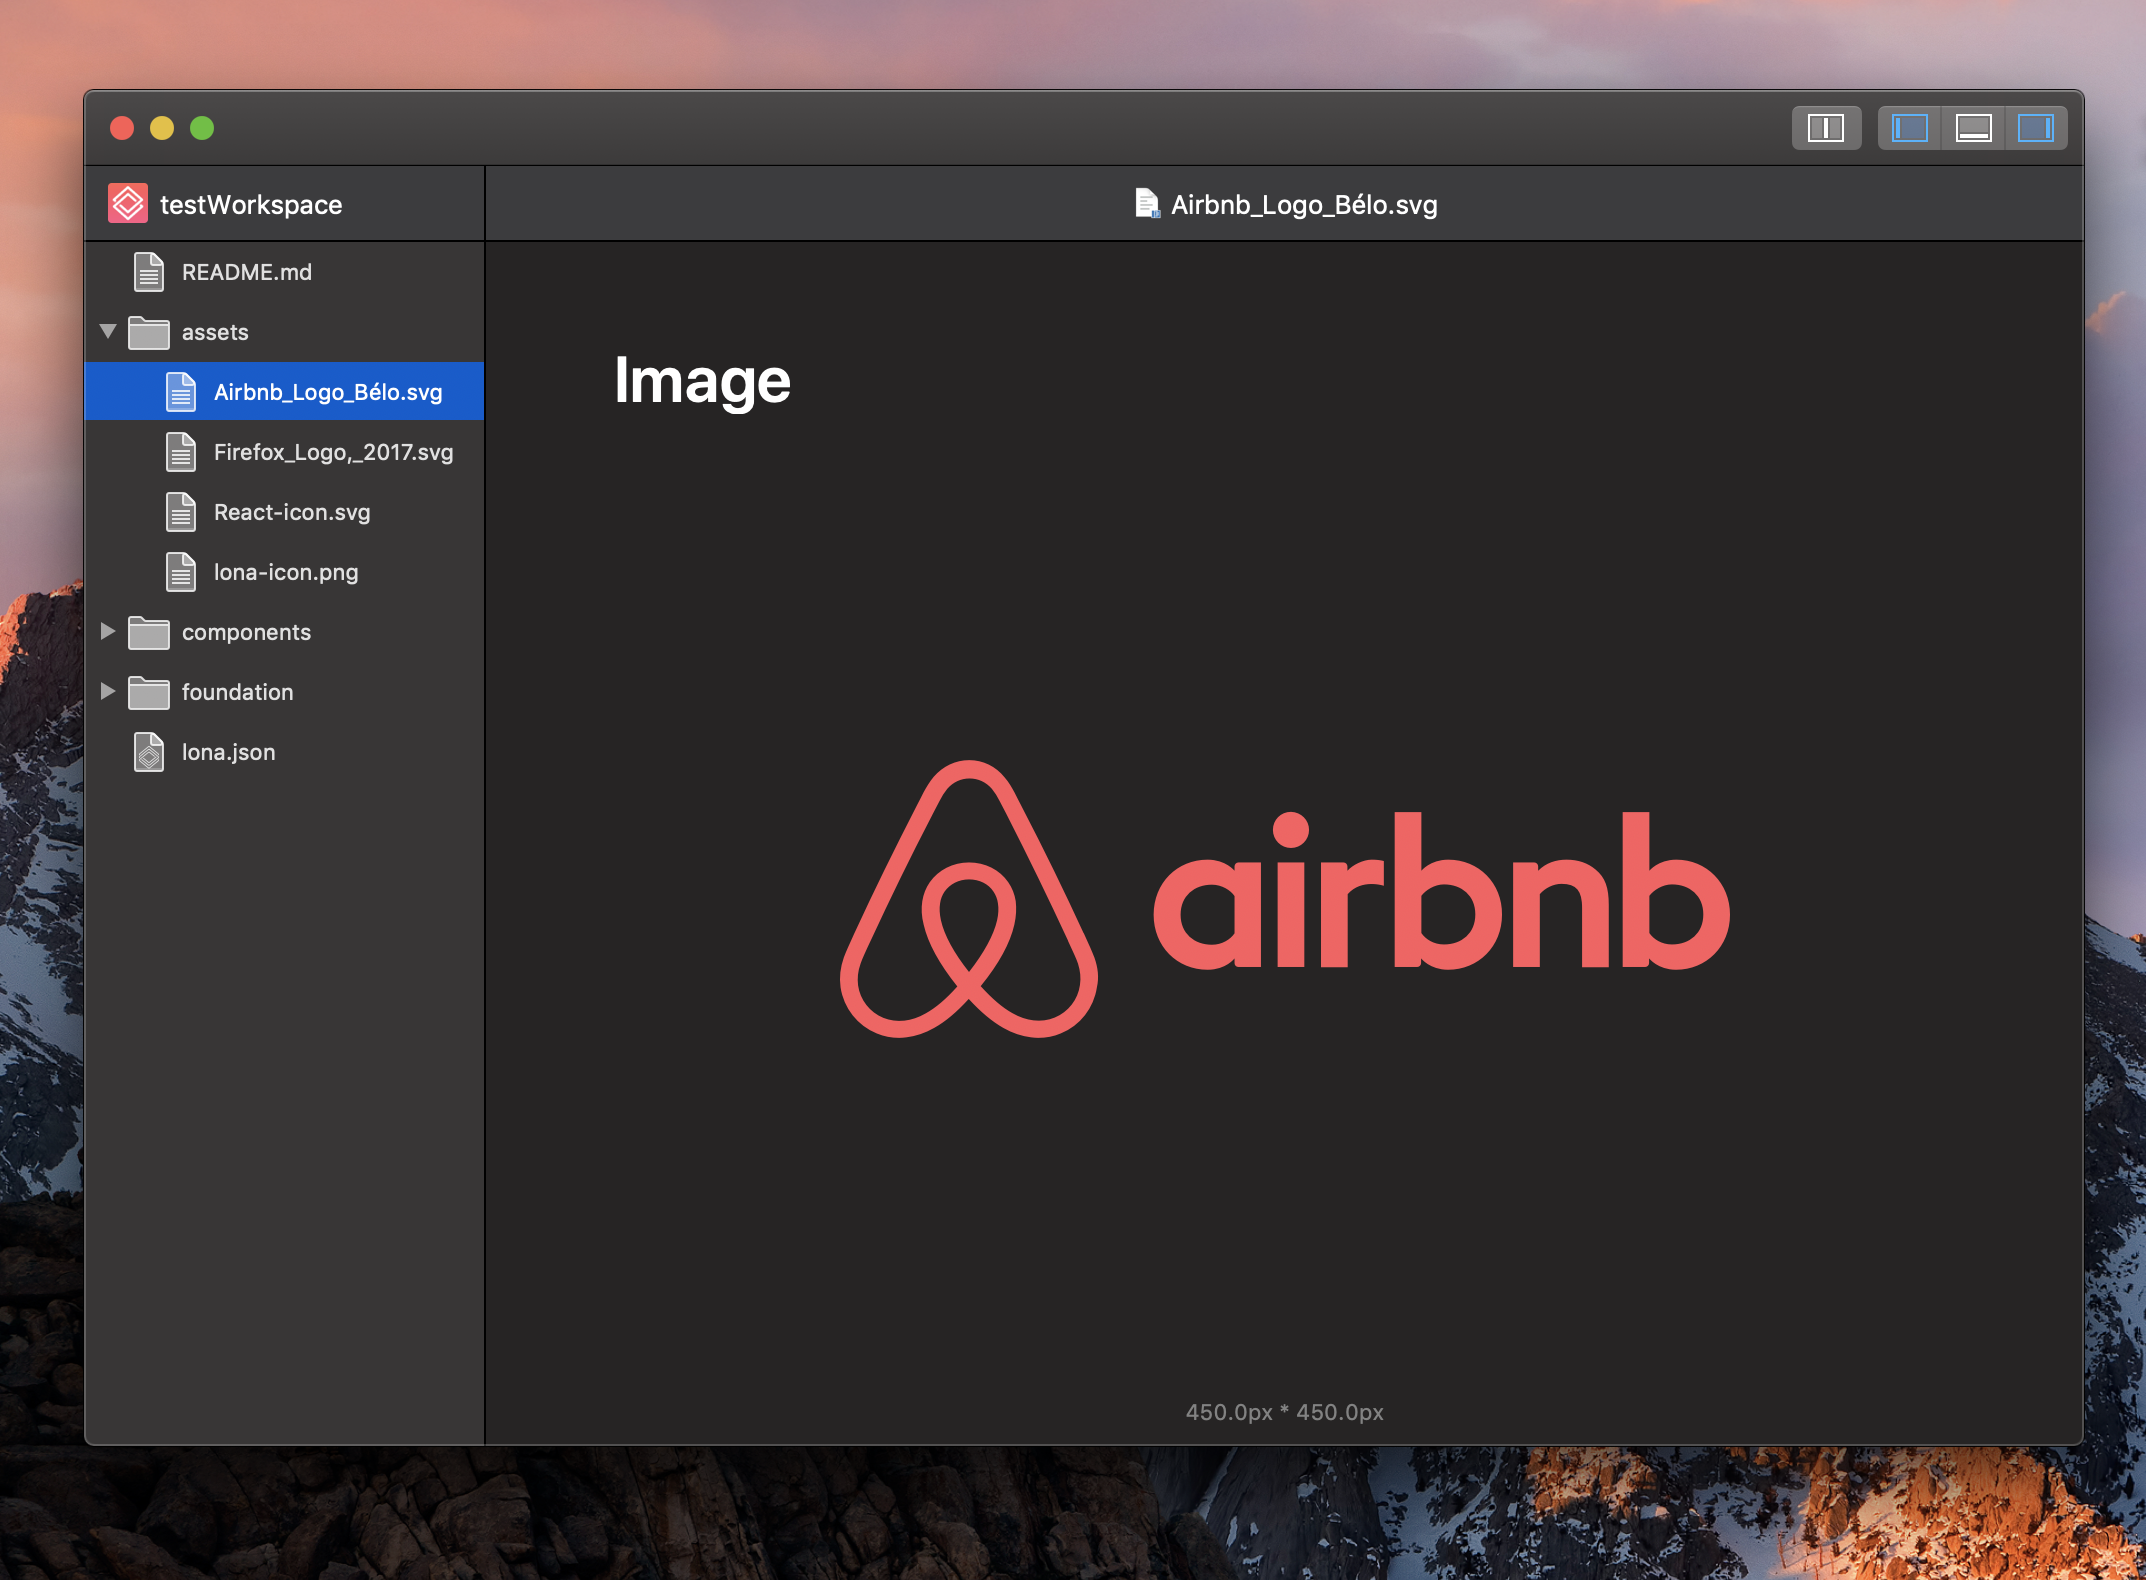 testWorkspace
Airbnb_Logo_Bélo.svg
README.md
assets
Airbnb_Logo_Bélo.svg
Firefox_Logo,_2017.svg
React-icon.svg
lona-icon.png
components
foundation
lona.json
Image
airbnb
450.0px * 450.0px